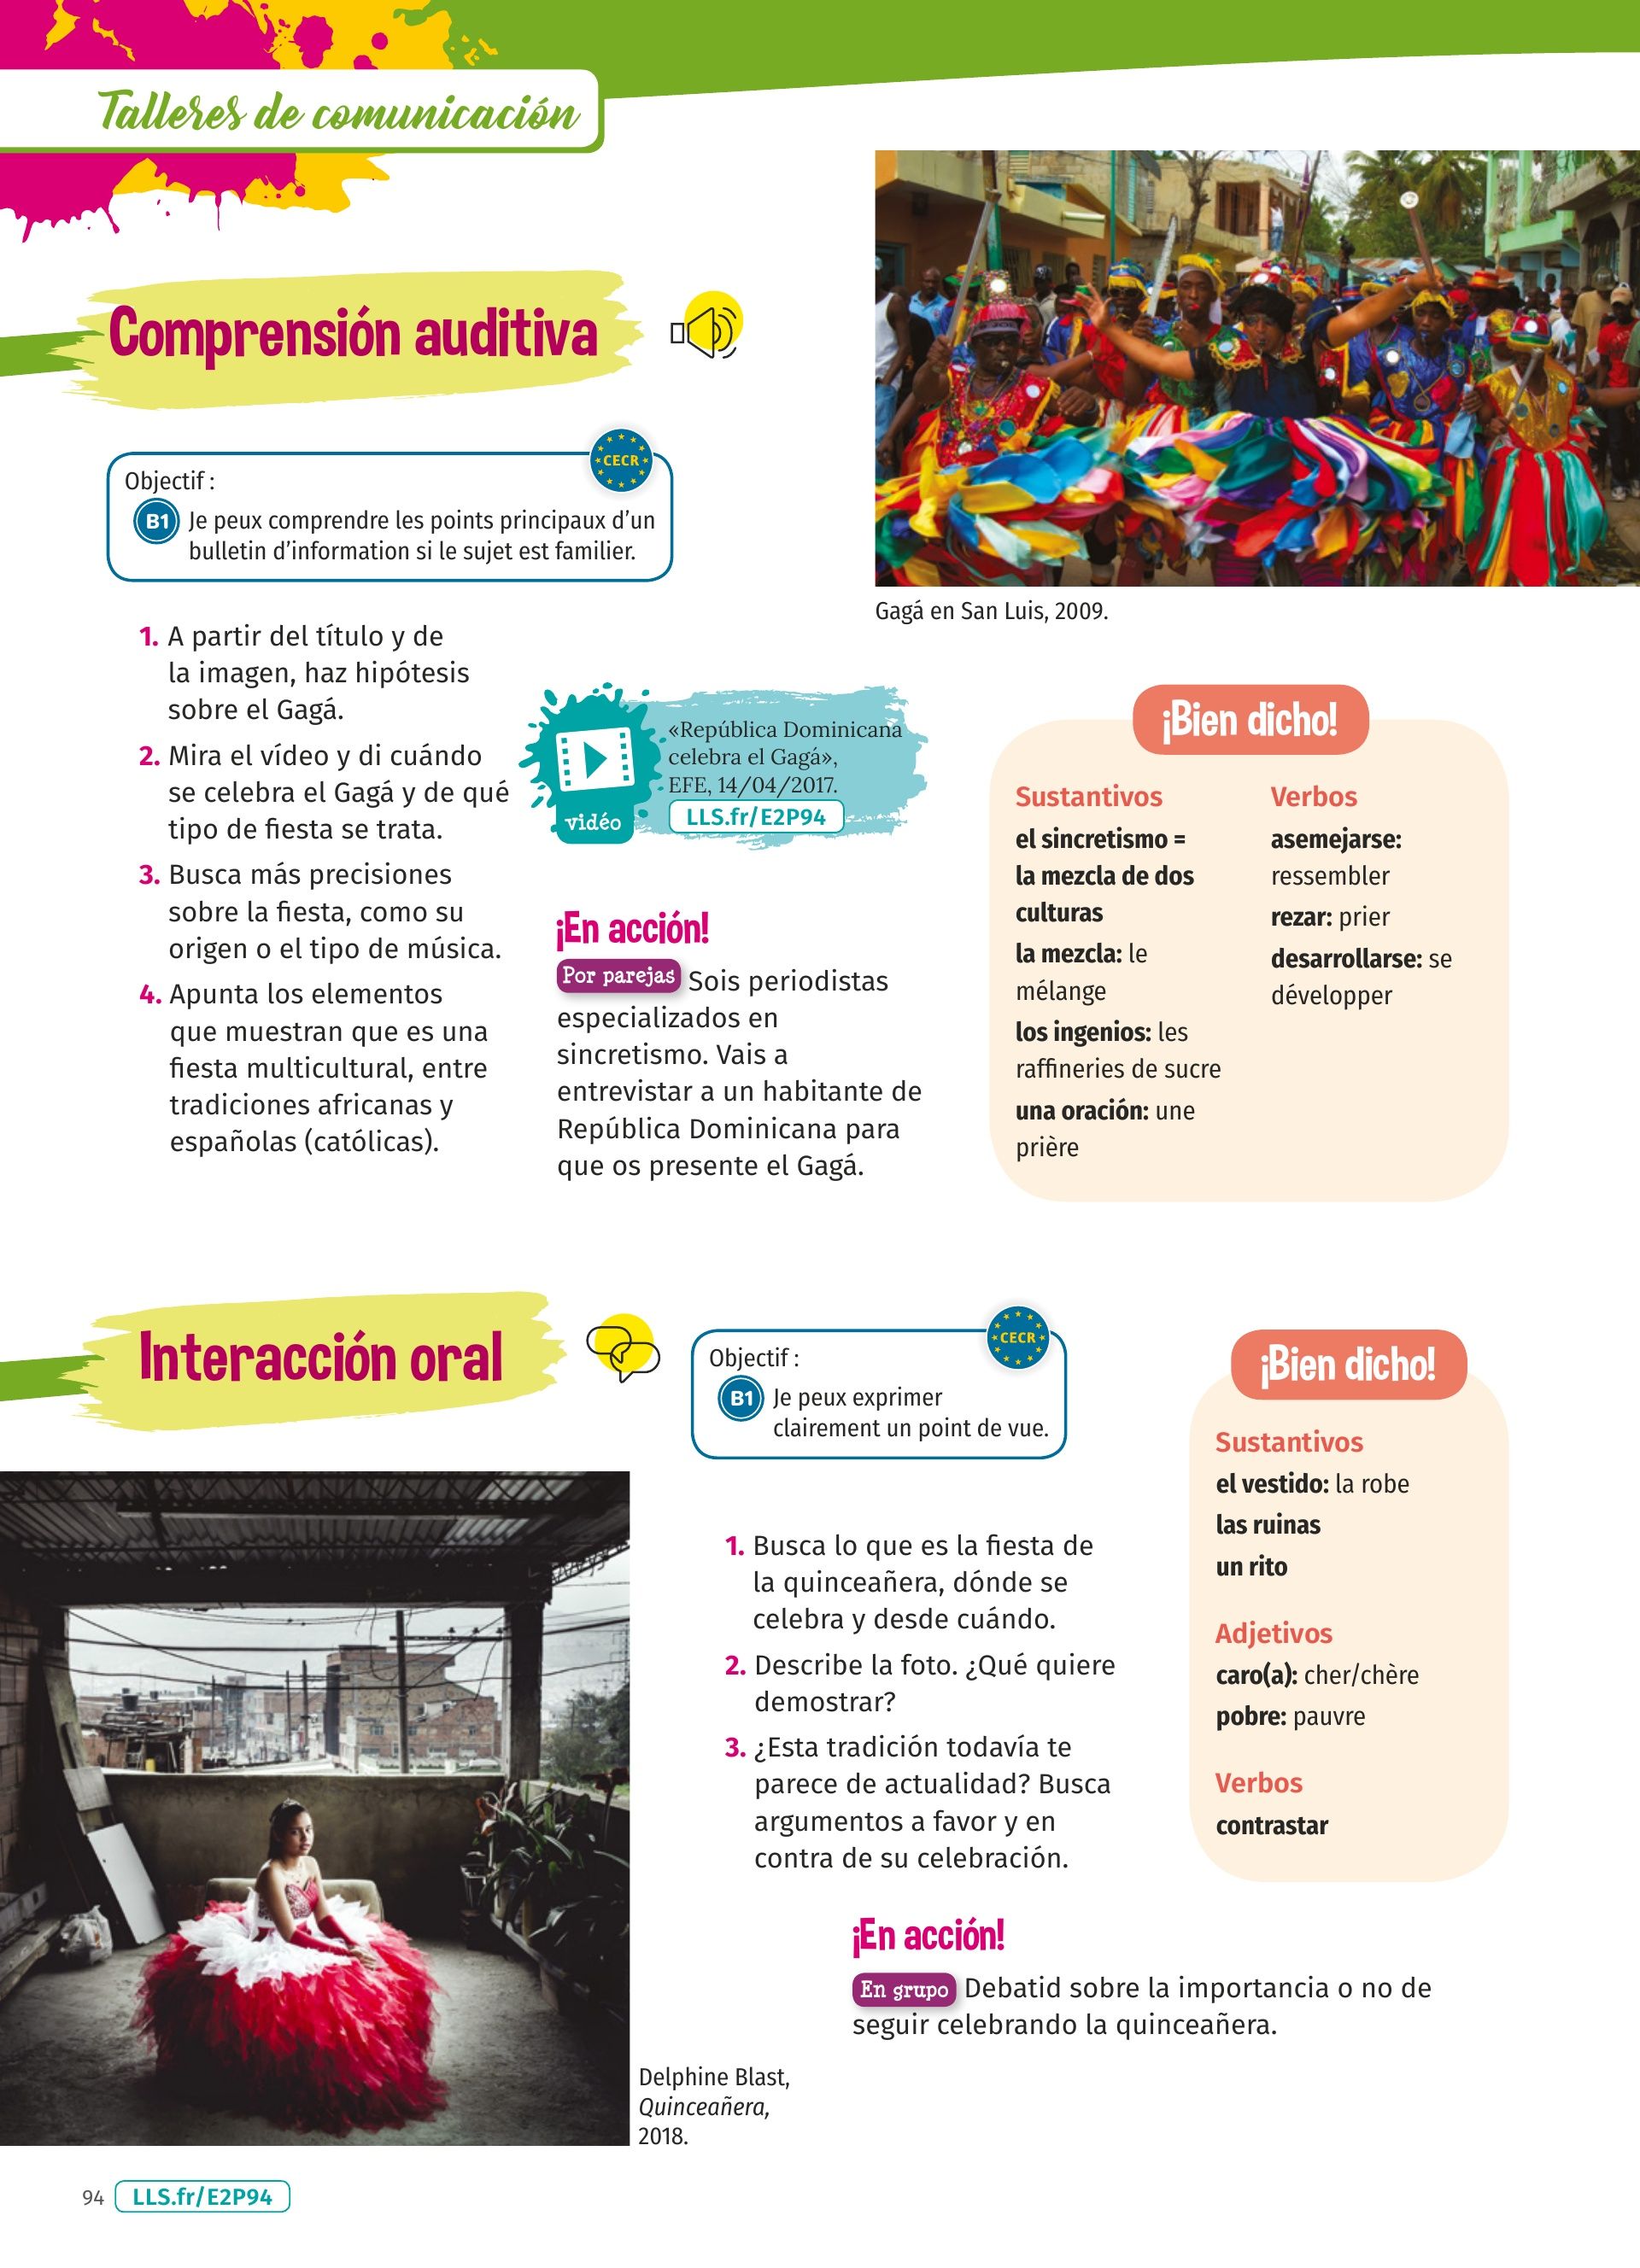 Talleres de comunicación
Comprensión auditiva
CECR
Objectif :
B1 Je peux comprendre les points principaux d'un
bulletin d'information si le sujet est familier.
Gagá en San Luis, 2009.
1. A partir del título y de
la imagen, haz hipótesis
sobre el Gagá.
2. Mira el vídeo y di cuándo
se celebra el Gagá y de qué
tipo de fiesta se trata.
3. Busca más precisiones
sobre la fiesta, como su
origen o el tipo de música.
4. Apunta los elementos
que muestran que es una
fiesta multicultural, entre
tradiciones africanas y
españolas (católicas).
vidéo
«República Dominicana
celebra el Gagá»,
EFE, 14/04/2017.
LLS.fr/E2P94
¡En acción!
Por parejas Sois periodistas
especializados en
sincretismo. Vais a
entrevistar a un habitante de
República Dominicana para
que os presente el Gagá.
¡Bien dicho!
Sustantivos
el sincretismo =
la mezcla de dos
culturas
la mezcla: le
mélange
los ingenios: les
raffineries de sucre
una oración: une
prière
Verbos
asemejarse:
ressembler
rezar: prier
desarrollarse: se
développer
Interacción oral
CECR
Objectif :
B1 Je peux exprimer
clairement un point de vue.
1. Busca lo que es la fiesta de
la quinceañera, dónde se
celebra y desde cuándo.
2. Describe la foto. ¿Qué quiere
demostrar?
3. ¿Esta tradición todavía te
parece de actualidad? Busca
argumentos a favor y en
contra de su celebración.
¡Bien dicho!
Sustantivos
el vestido: la robe
las ruinas
un rito
Adjetivos
caro(a): cher/chère
pobre: pauvre
Verbos
contrastar
¡En acción!
En grupo Debatid sobre la importancia o no de
seguir celebrando la quinceañera.
Delphine Blast,
Quinceañera,
2018.
94 LLS.fr/E2P94